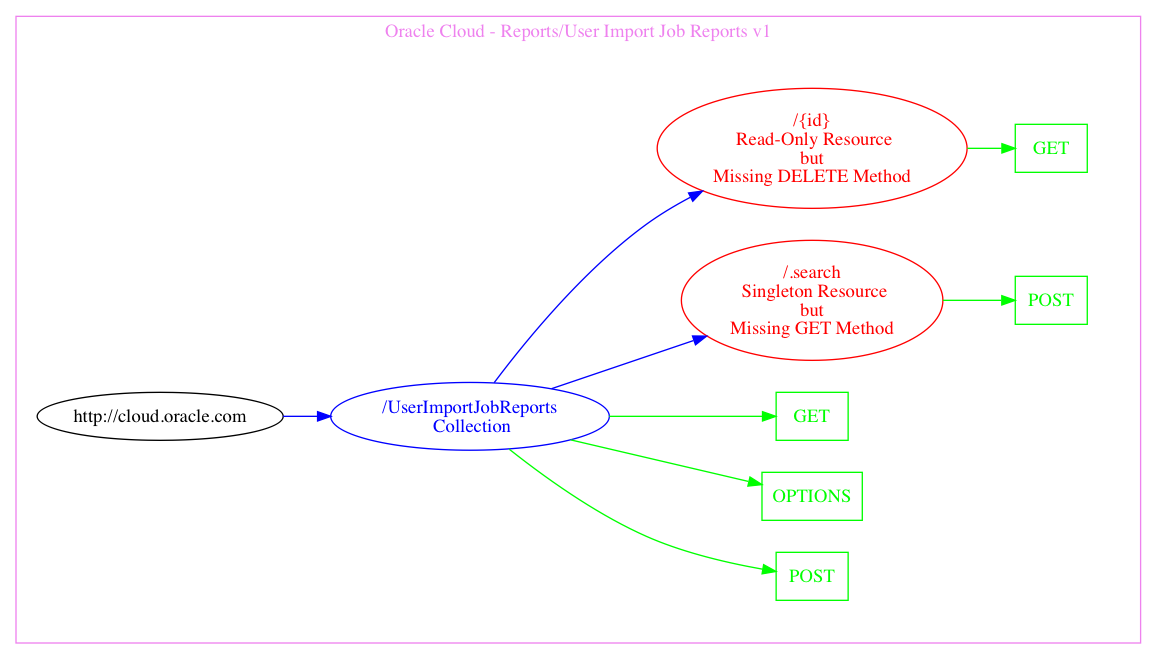 Oracle Cloud - Reports/User Import Job Reports v1
/{id}
Read-Only Resource
but
Missing DELETE Method
GET
/.search
Singleton Resource
but
Missing GET Method
POST
http://cloud.oracle.com
/UserImportJobReports
Collection
GET
OPTIONS
POST